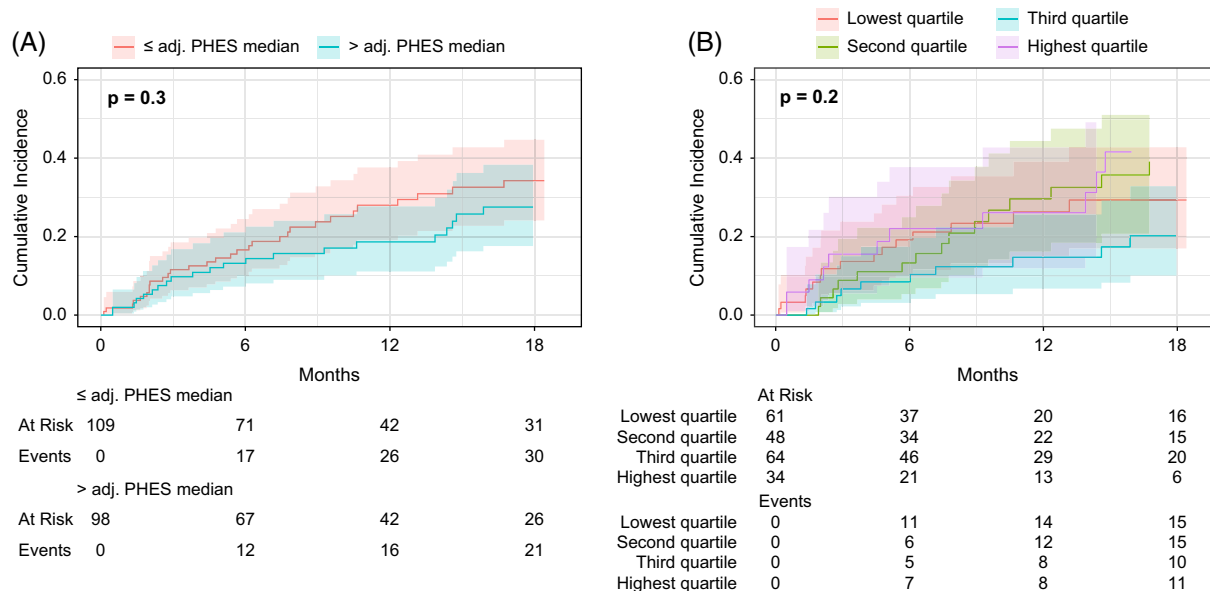 (A)
≤ adj. PHES median > adj. PHES median
p = 0.3
Cumulative Incidence
0.6
0.4
0.2
0.0
0 6 12 18
Months
≤ adj. PHES median
At Risk 109 71 42 31
Events 0 17 26 30
> adj. PHES median
At Risk 98 67 42 26
Events 0 12 16 21
(B)
Lowest quartile Third quartile
Second quartile Highest quartile
p = 0.2
Cumulative Incidence
0.6
0.4
0.2
0.0
0 6 12 18
Months
At Risk
Lowest quartile 61 37 20 16
Second quartile 48 34 22 15
Third quartile 64 46 29 20
Highest quartile 34 21 13 6
Events
Lowest quartile 0 11 14 15
Second quartile 0 6 12 15
Third quartile 0 5 8 10
Highest quartile 0 7 8 11